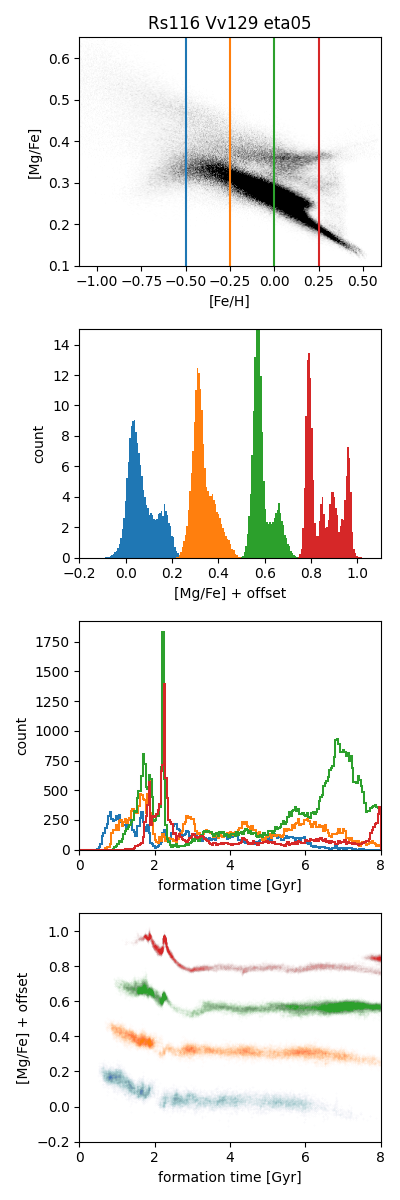 Rs116 Vv129 eta05
0.6
0.5
0.4
0.3
0.2
0.1
[Mg/Fe]
−1.00 −0.75 −0.50 −0.25 0.00 0.25 0.50
[Fe/H]
14
12
10
8
6
4
2
0
count
−0.2 0.0 0.2 0.4 0.6 0.8 1.0
[Mg/Fe] + offset
1750
1500
1250
1000
750
500
250
0
count
0 2 4 6 8
formation time [Gyr]
1.0
0.8
0.6
0.4
0.2
0.0
−0.2
[Mg/Fe] + offset
0 2 4 6 8
formation time [Gyr]